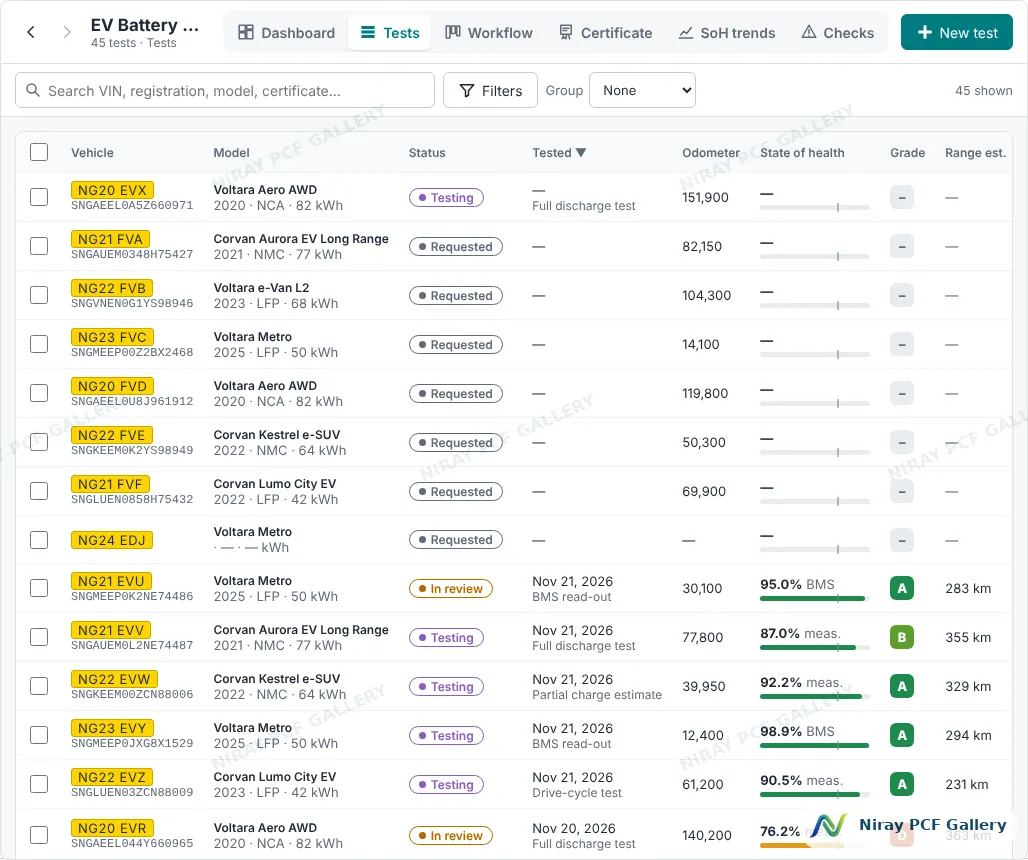 EV Battery ...
45 tests · Tests
Dashboard
Tests
Workflow
Certificate
SoH trends
Checks
New test
Search VIN, registration, model, certificate...
Filters
Group
None
45 shown
Vehicle Model Status Tested ▼ Odometer State of health Grade Range est.
NG20 EVX Voltara Aero AWD Testing — 151,900 — – —
SNGAEEL0A5Z660971 2020 · NCA · 82 kWh Full discharge test
NG21 FVA Corvan Aurora EV Long Range Requested — 82,150 — – —
SNGAUEM0348H75427 2021 · NMC · 77 kWh
NG22 FVB Voltara e-Van L2 Requested — 104,300 — – —
SNGVNEN0G1YS98946 2023 · LFP · 68 kWh
NG23 FVC Voltara Metro Requested — 14,100 — – —
SNGMEEP00Z2BX2468 2025 · LFP · 50 kWh
NG20 FVD Voltara Aero AWD Requested — 119,800 — – —
SNGAEEL0U8J961912 2020 · NCA · 82 kWh
NG22 FVE Corvan Kestrel e-SUV Requested — 50,300 — – —
SNGKEEM0K2YS98949 2022 · NMC · 64 kWh
NG21 FVF Corvan Lumo City EV Requested — 69,900 — – —
SNGLUEN0858H75432 2022 · LFP · 42 kWh
NG24 EDJ Voltara Metro Requested — — — – —
· — · — kWh
NG21 EVU Voltara Metro In review Nov 21, 2026 30,100 95.0% BMS A 283 km
SNGMEEP0K2NE74486 2025 · LFP · 50 kWh BMS read-out
NG21 EVV Corvan Aurora EV Long Range Testing Nov 21, 2026 77,800 87.0% meas. B 355 km
SNGAUEM0L2NE74487 2021 · NMC · 77 kWh Full discharge test
NG22 EVW Corvan Kestrel e-SUV Testing Nov 21, 2026 39,950 92.2% meas. A 329 km
SNGKEEM00ZCN88006 2022 · NMC · 64 kWh Partial charge estimate
NG23 EVY Voltara Metro Testing Nov 21, 2026 12,400 98.9% BMS A 294 km
SNGMEEP0JXG8X1529 2025 · LFP · 50 kWh BMS read-out
NG22 EVZ Corvan Lumo City EV Testing Nov 21, 2026 61,200 90.5% meas. A 231 km
SNGLUEN03ZCN88009 2023 · LFP · 42 kWh Drive-cycle test
NG20 EVR Voltara Aero AWD In review Nov 20, 2026 140,200 76.2% D 363 km
SNGAEEL044Y660965 2020 · NCA · 82 kWh Full discharge test
Niray PCF Gallery
NIRAY PCF GALLERY